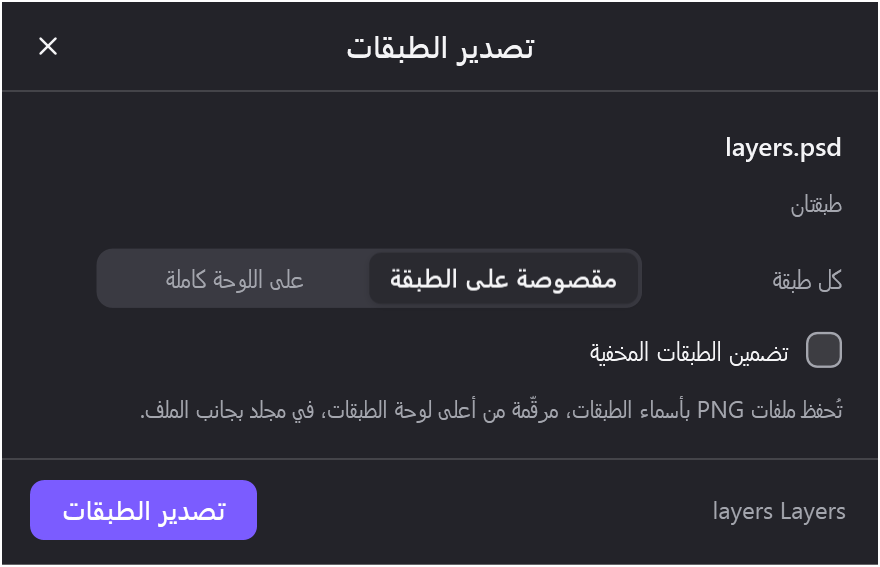 تصدير الطبقات
layers.psd
طبقتان
كل طبقة مقصوصة على الطبقة على اللوحة كاملة
تضمين الطبقات المخفية
تُحفظ ملفات PNG بأسماء الطبقات، مرقّمة من أعلى لوحة الطبقات، في مجلد بجانب الملف.
layers Layers تصدير الطبقات